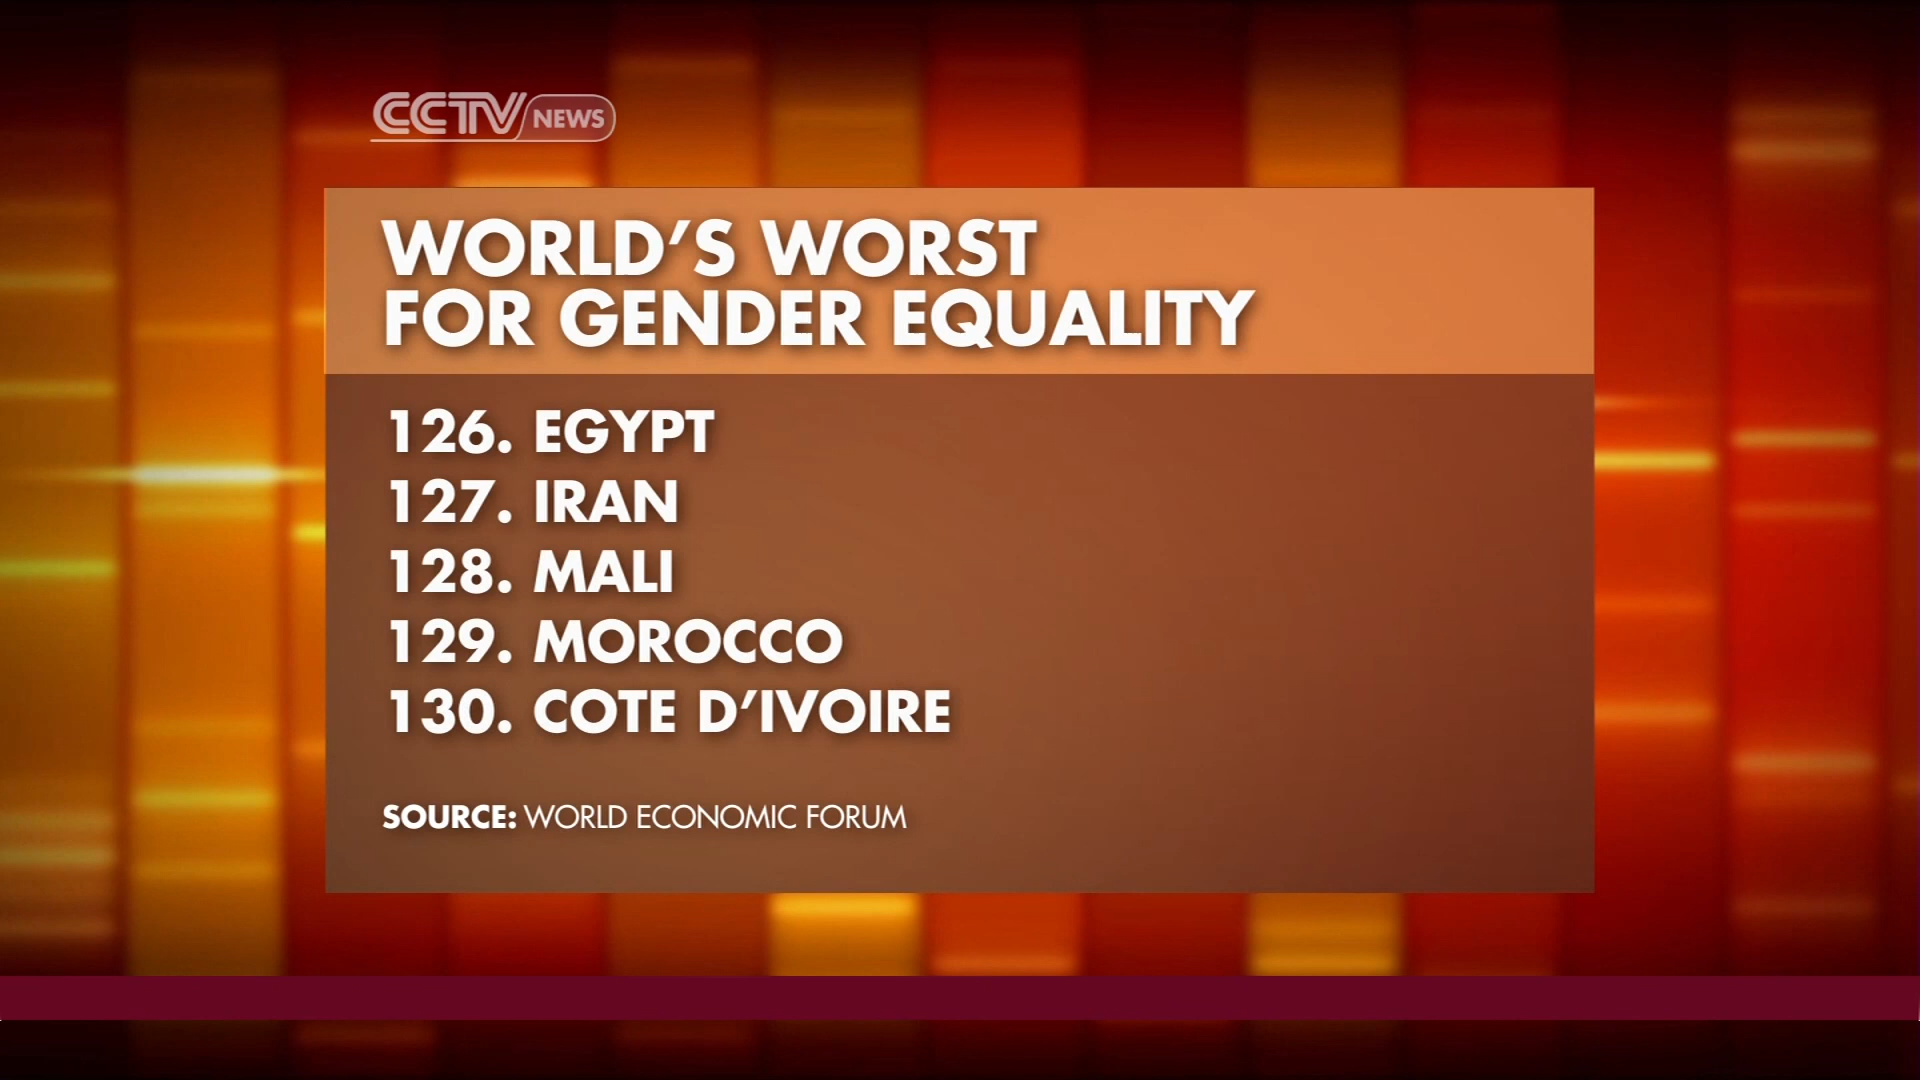 CCTV NEWS
WORLD'S WORST
FOR GENDER EQUALITY
126. EGYPT
127. IRAN
128. MALI
129. MOROCCO
130. COTE D'IVOIRE
SOURCE: WORLD ECONOMIC FORUM